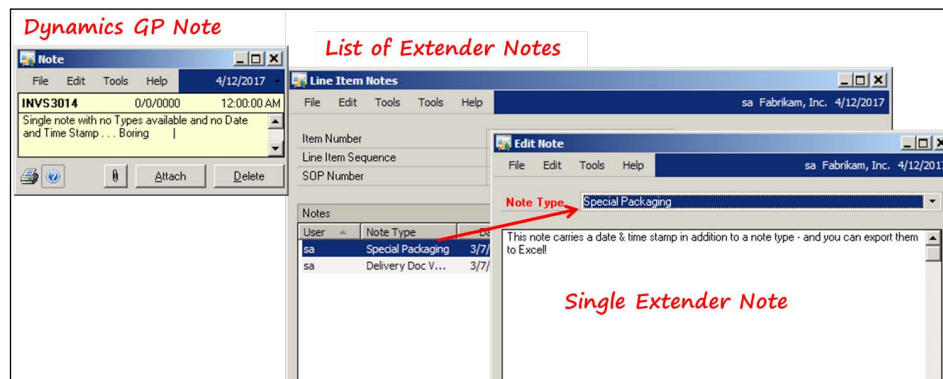 Dynamics GP Note
List of Extender Notes
Note
File Edit Tools Help 4/12/2017
INVS3014 0/0/0000 12:00:00 AM
Single note with no Types available and no Date
and Time Stamp . . . Boring
Attach Delete
Line Item Notes
File Edit Tools Tools Help sa Fabrikam, Inc. 4/12/2017
Item Number
Line Item Sequence
SOP Number
Notes
User Note Type Da
sa Special Packaging 3/7/
sa Delivery Doc V... 3/7/
Edit Note
File Edit Tools Help sa Fabrikam, Inc. 4/12/2017
Note Type Special Packaging
This note carries a date & time stamp in addition to a note type - and you can export them
to Excel!
Single Extender Note